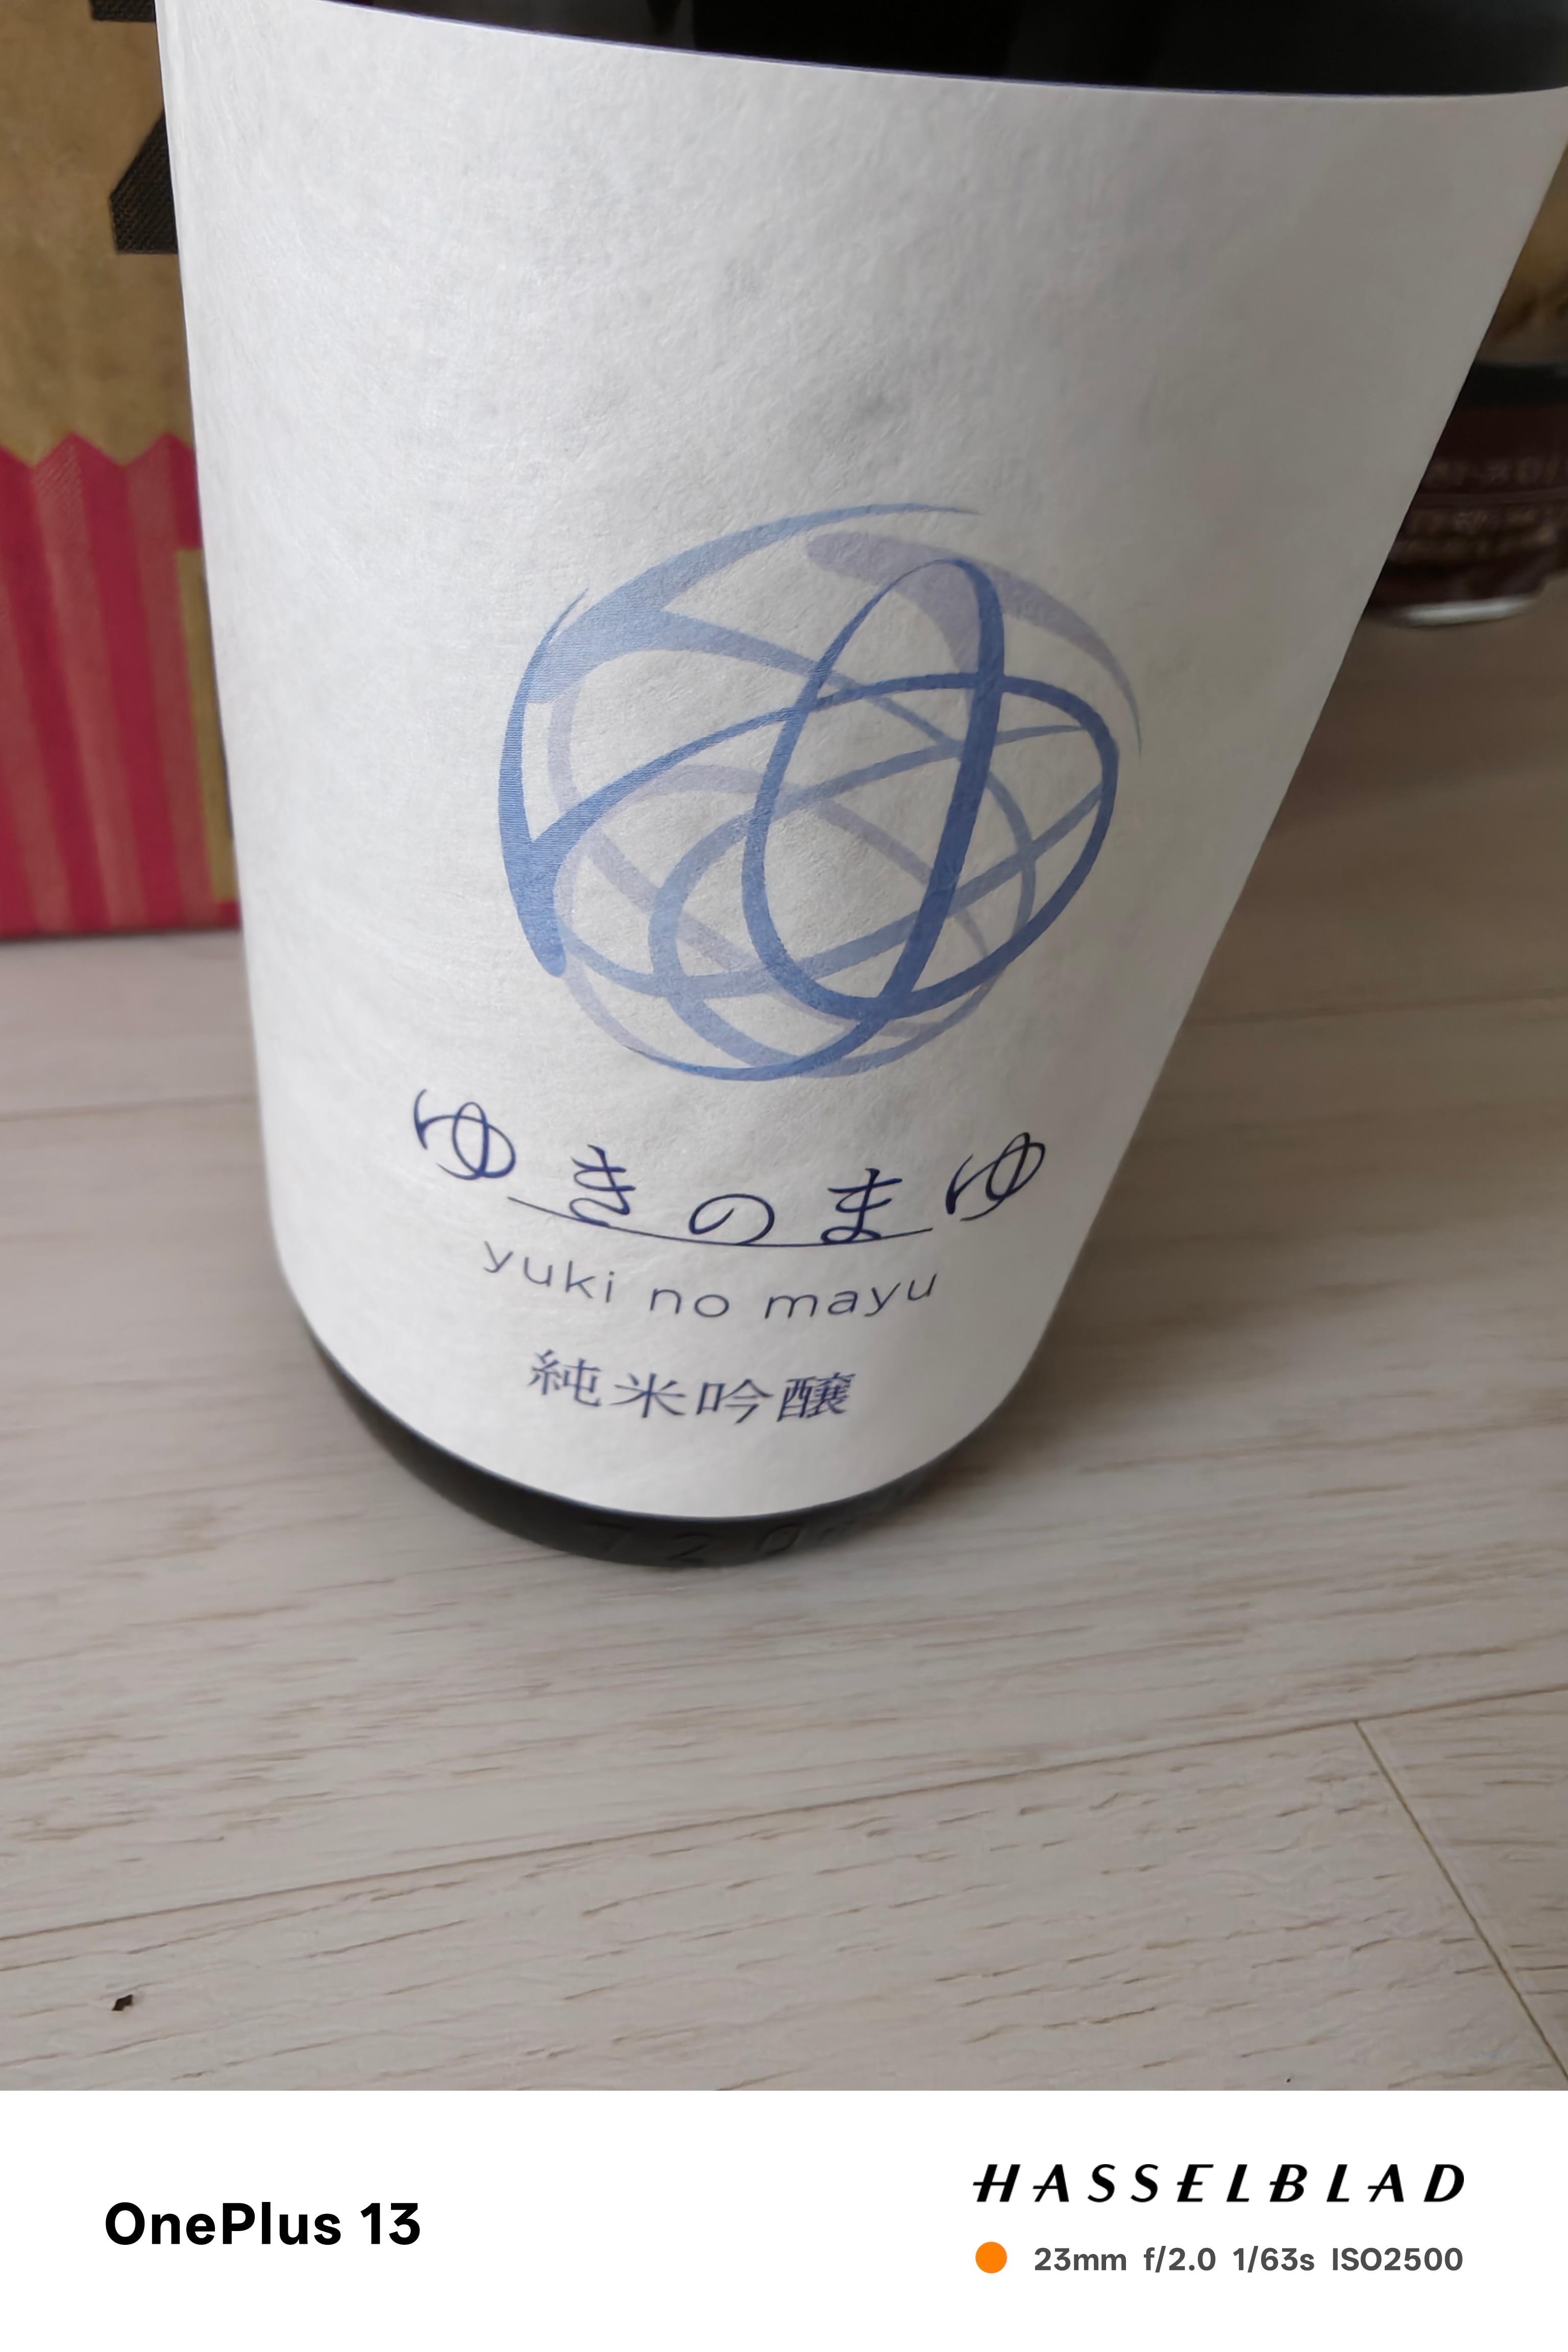 ゆきのまゆ
yuki no mayu
純米吟醸
720
OnePlus 13
HASSELBLAD
23mm f/2.0 1/63s ISO2500